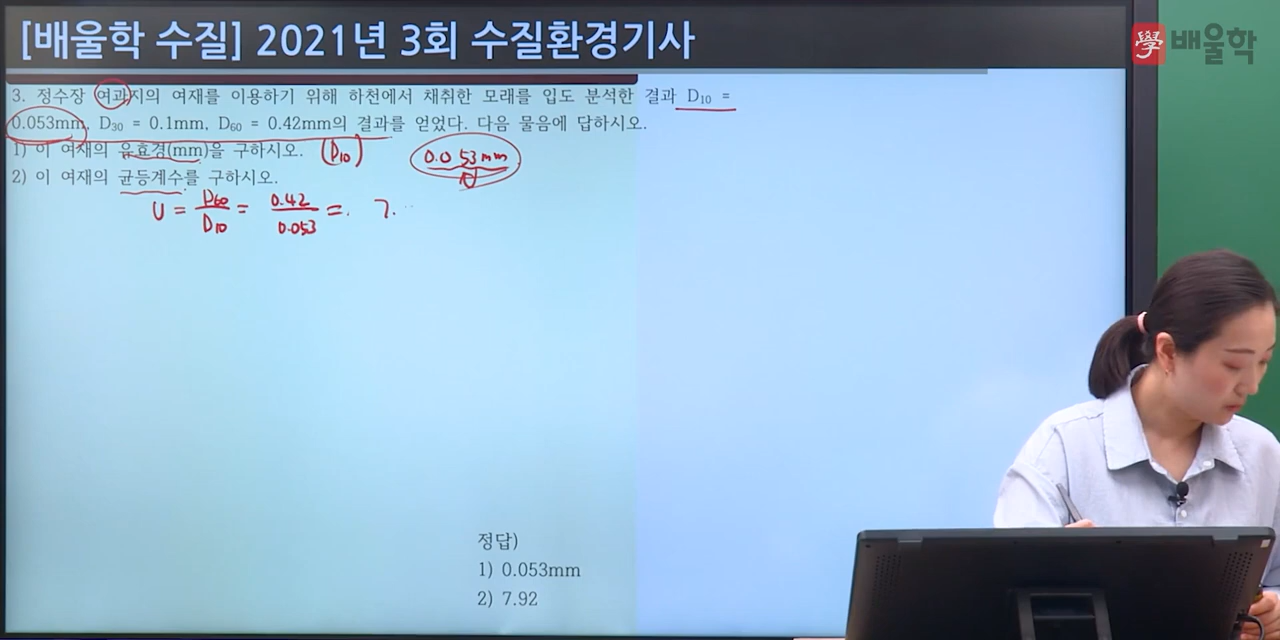 [배울학 수질] 2021년 3회 수질환경기사
學 배울학
3. 정수장 여과지의 여재를 이용하기 위해 하천에서 채취한 모래를 입도 분석한 결과 D₁₀ =
0.053mm, D₃₀ = 0.1mm, D₆₀ = 0.42mm의 결과를 얻었다. 다음 물음에 답하시오.
1) 이 여재의 유효경(mm)을 구하시오. (D₁₀) 0.053mm
2) 이 여재의 균등계수를 구하시오.
U = D₆₀/D₁₀ = 0.42/0.053 = 7.
정답)
1) 0.053mm
2) 7.92